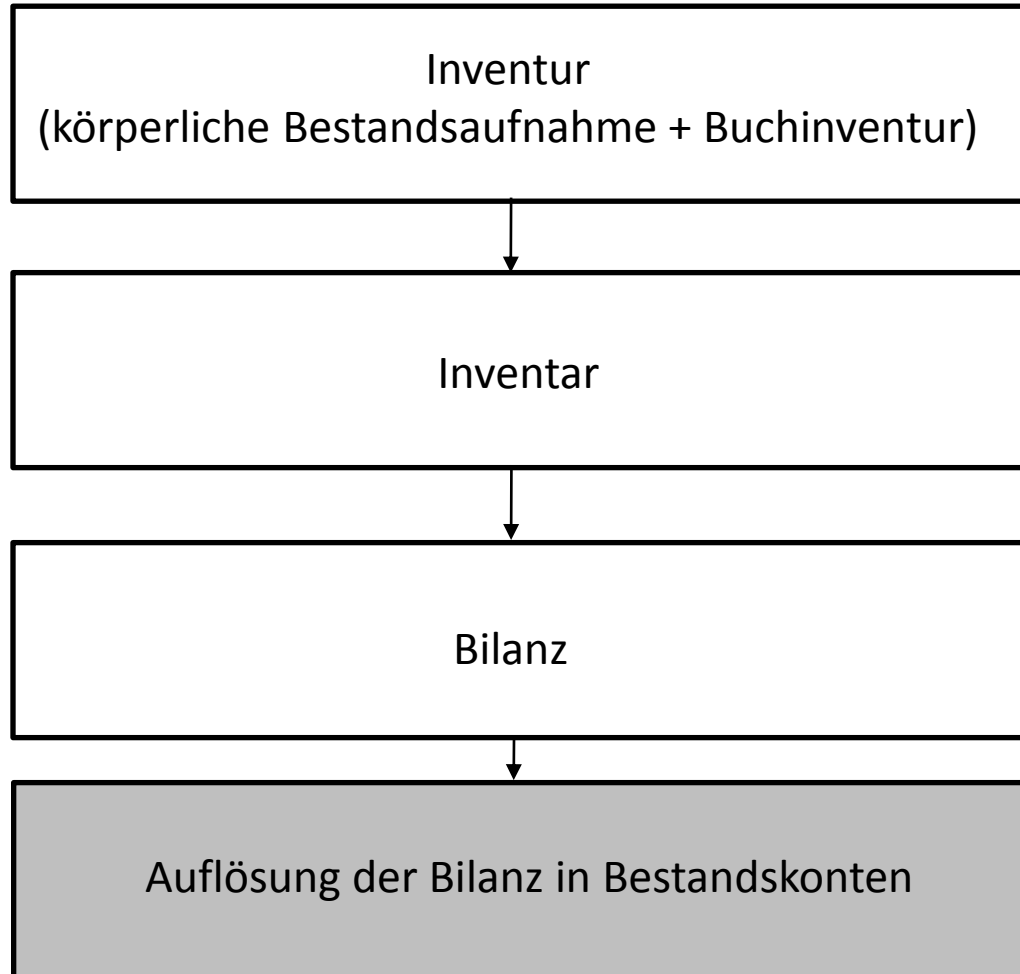 Inventur
(körperliche Bestandsaufnahme + Buchinventur)
Inventar
Bilanz
Auflösung der Bilanz in Bestandskonten